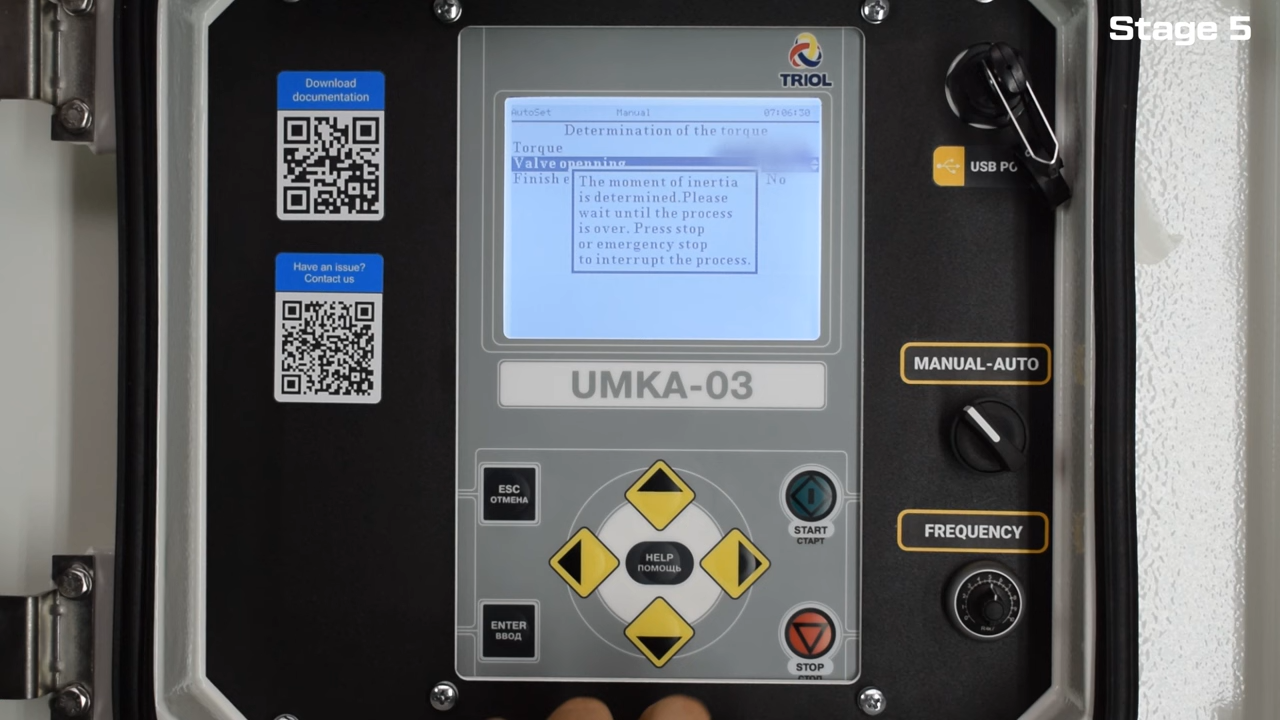 Stage 5
Download
documentation
Have an issue?
Contact us
TRIOL
AutoSet Manual 07:06:30
Determination of the torque
Torque
Valve openning
Finish No
The moment of inertia
is determined.Please
wait until the process
is over. Press stop
or emergency stop
to interrupt the process.
UMKA-03
ESC
ОТМЕНА
HELP
ПОМОЩЬ
ENTER
ВВОД
START
СТАРТ
STOP
СТОП
USB
MANUAL-AUTO
FREQUENCY